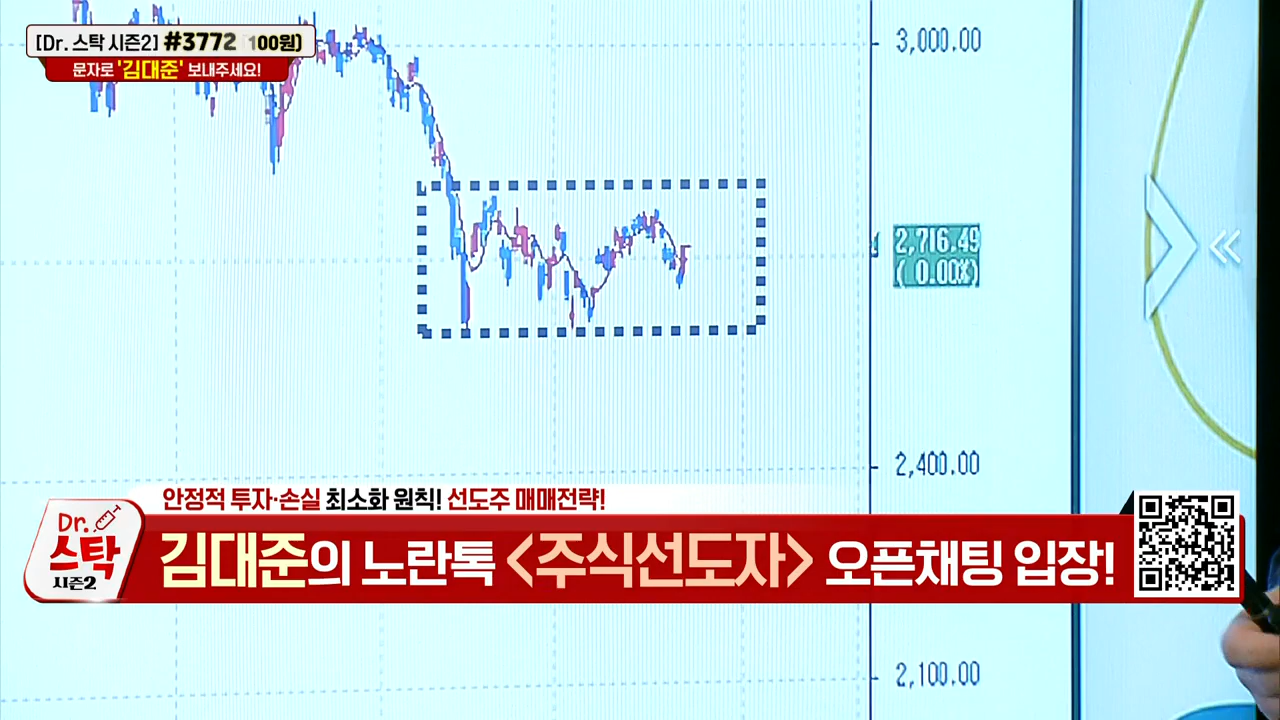 [Dr. 스탁 시즌2] #3772 (100원)
문자로 '김대준' 보내주세요!
3,000.00
2,716.49
( 0.00%)
2,400.00
안정적 투자·손실 최소화 원칙! 선도주 매매전략!
Dr.
스탁
시즌2
김대준의 노란톡 <주식선도자> 오픈채팅 입장!
2,100.00